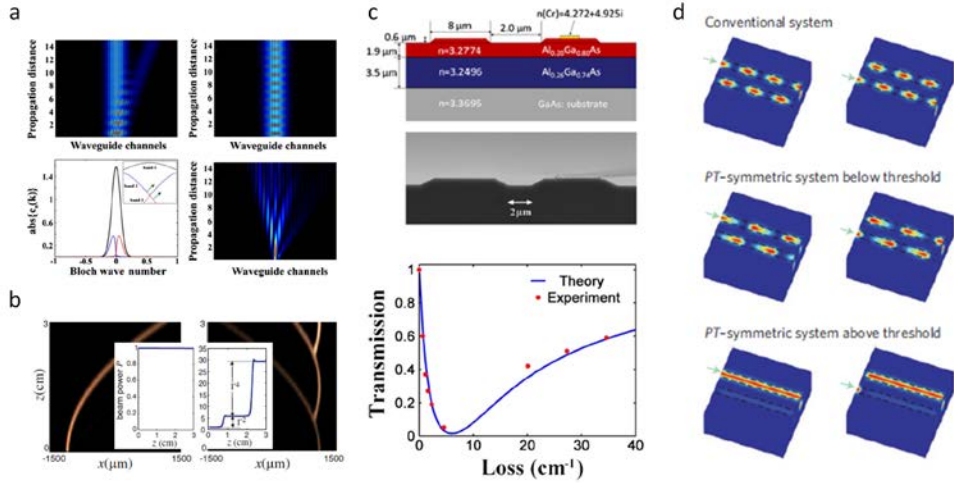 a
Propagation distance
14
12
10
8
6
4
2
Waveguide channels
Propagation distance
14
12
10
8
6
4
2
Waveguide channels
abs{cn(k)}
1.6
1.2
0.8
0.4
-1 -0.5 0 0.5 1
Bloch wave number
Propagation distance
14
12
10
8
6
4
2
Waveguide channels
b
z(cm)
3
0
-1500 1500
x(μm)
beam power P
1
0.8
0.6
0.4
0.2
0
0 1 2 3
z (cm)
35
30
25
20
15
10
5
0
0 1 2 3
z (cm)
3
0
-1500 1500
x(μm)
c
8 μm
n(Cr)=4.272+4.925i
0.6 μm
2.0 μm
1.9 μm
n=3.2774
Al0.20Ga0.80As
3.5 μm
n=3.2496
Al0.26Ga0.74As
n=3.3695
GaAs: substrate
2μm
Transmission
1
0.8
0.6
0.4
0.2
0
Theory
Experiment
0 10 20 30 40
Loss (cm-1)
d
Conventional system
PT-symmetric system below threshold
PT-symmetric system above threshold